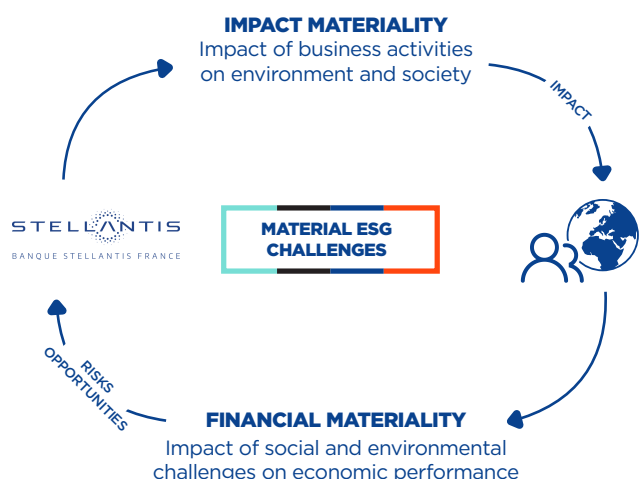 IMPACT MATERIALITY
Impact of business activities
on environment and society
IMPACT
STELLANTIS
BANQUE STELLANTIS FRANCE
MATERIAL ESG
CHALLENGES
RISKS
OPPORTUNITIES
FINANCIAL MATERIALITY
Impact of social and environmental
challenges on economic performance